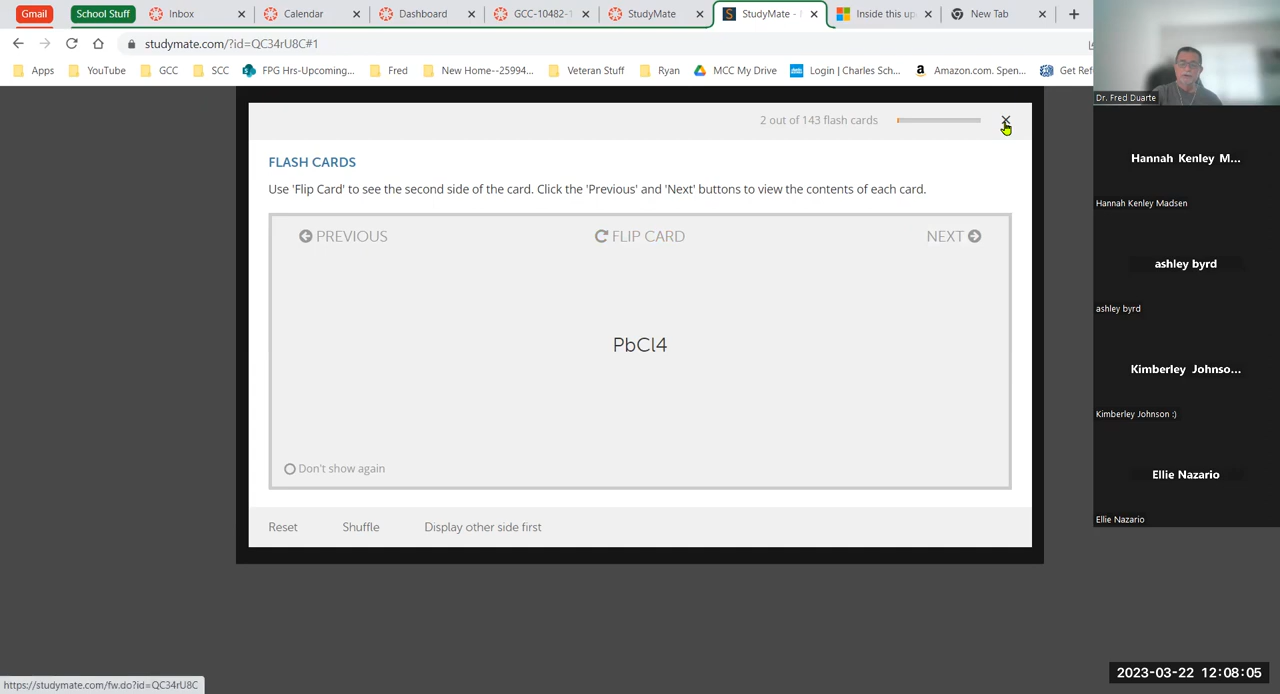 Gmail
School Stuff
Inbox
Calendar
Dashboard
GCC-10482-1
StudyMate
StudyMate -
Inside this up
New Tab
studymate.com/?id=QC34rU8C#1
Apps
YouTube
GCC
SCC
FPG Hrs-Upcoming...
Fred
New Home--25994...
Veteran Stuff
Ryan
MCC My Drive
Login | Charles Sch...
Amazon.com. Spen...
Get Ref
2 out of 143 flash cards
FLASH CARDS
Use 'Flip Card' to see the second side of the card. Click the 'Previous' and 'Next' buttons to view the contents of each card.
PREVIOUS
FLIP CARD
NEXT
PbCl4
Don't show again
Reset
Shuffle
Display other side first
https://studymate.com/fw.do?id=QC34rU8C
Dr. Fred Duarte
Hannah Kenley M...
Hannah Kenley Madsen
ashley byrd
ashley byrd
Kimberley Johnso...
Kimberley Johnson :)
Ellie Nazario
Ellie Nazario
2023-03-22 12:08:05